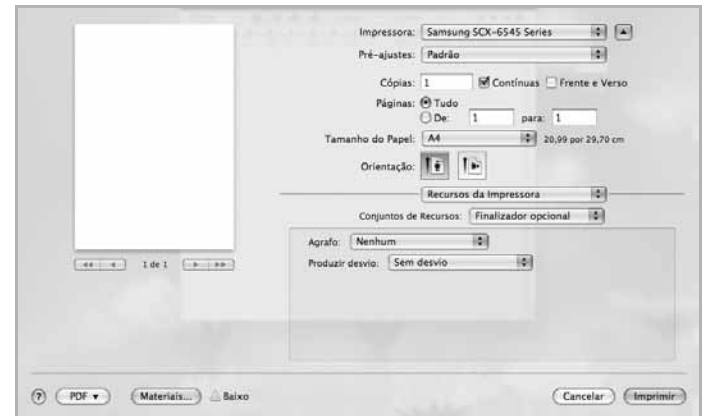 Impressora: Samsung SCX-6545 Series
Pré-ajustes: Padrão
Cópias: 1 Contínuas Frente e Verso
Páginas: Tudo
De: 1 para: 1
Tamanho do Papel: A4 20,99 por 29,70 cm
Orientação:
Recursos da Impressora
Conjuntos de Recursos: Finalizador opcional
Agrafo: Nenhum
1 de 1
Produzir desvio: Sem desvio
? PDF Materiais... Baixo Cancelar Imprimir